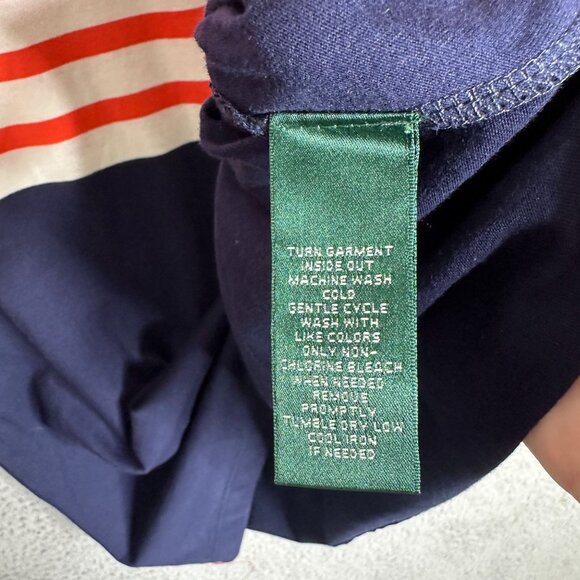 TURN GARMENT
INSIDE OUT
MACHINE WASH
COLD
GENTLE CYCLE
WASH WITH
LIKE COLORS
ONLY NON-
CHLORINE BLEACH
WHEN NEEDED
REMOVE
PROMPTLY
TUMBLE DRY LOW
COOL IRON
IF NEEDED